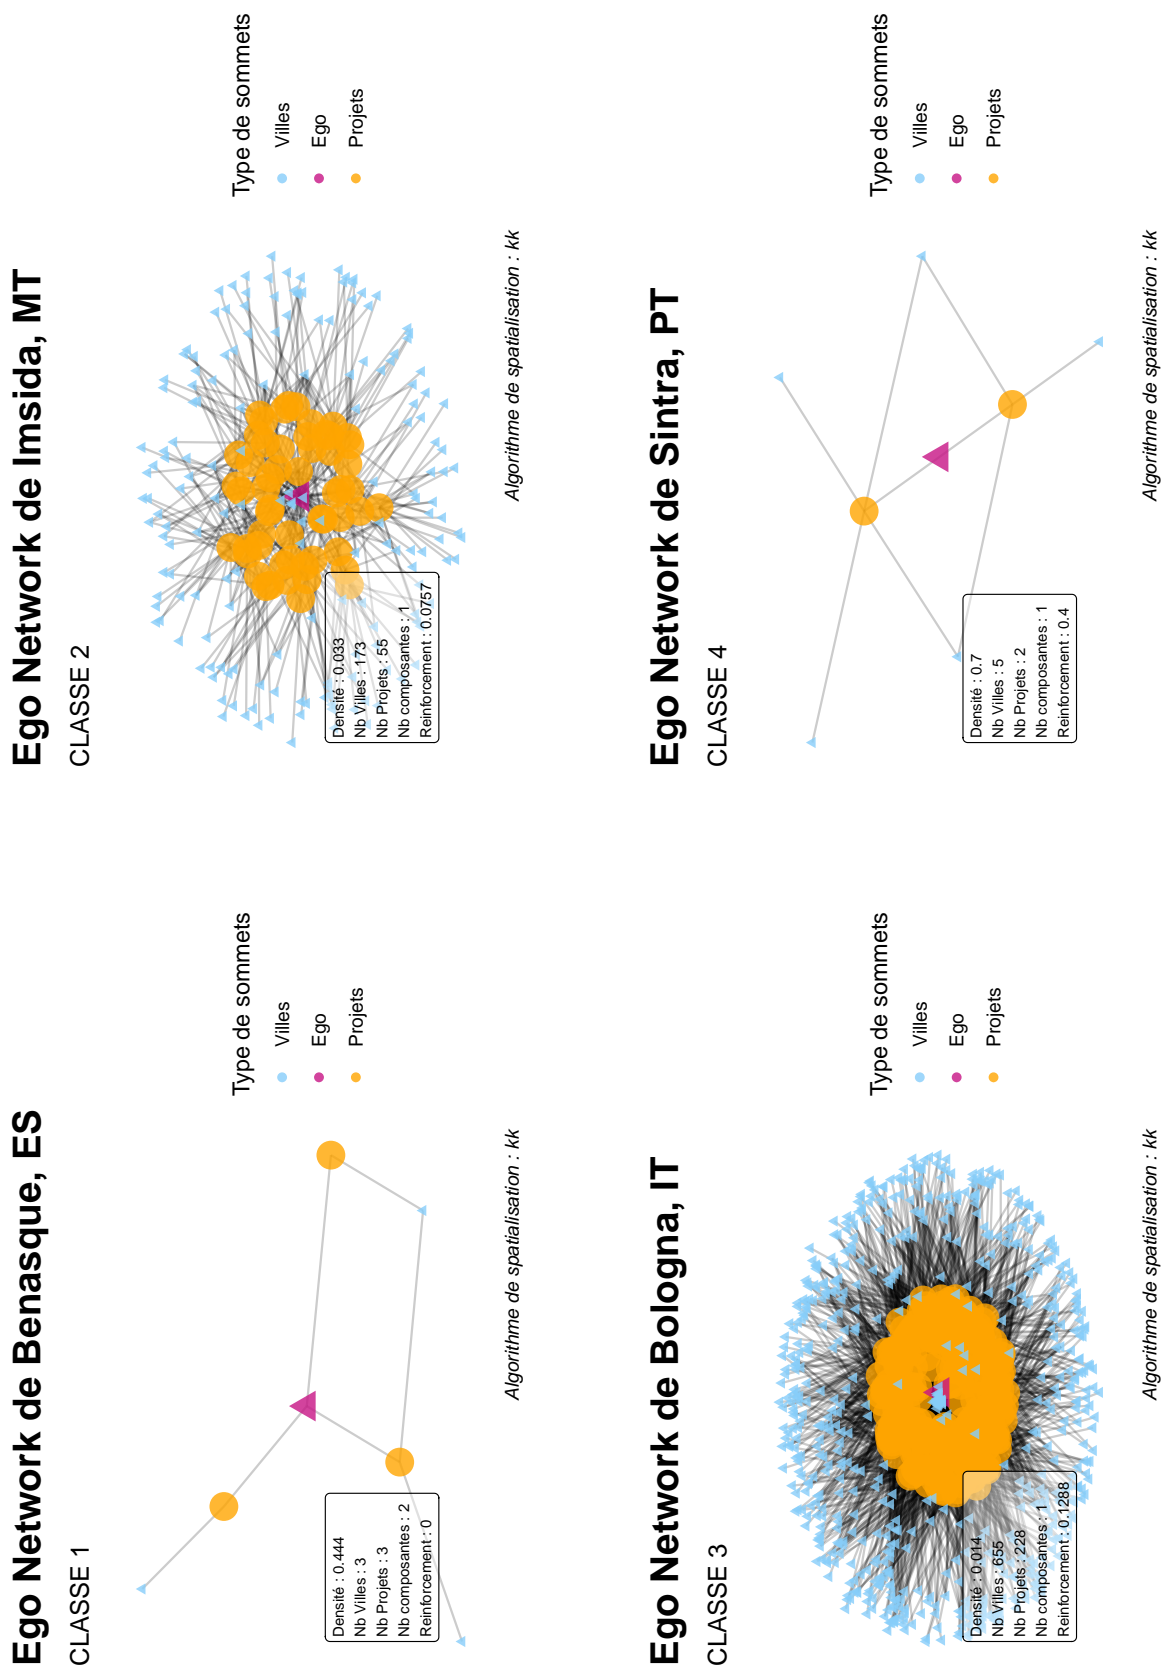 Ego Network de Benasque, ES
CLASSE 1
Densité : 0.444
Nb Villes : 3
Nb Projets : 3
Nb composantes : 2
Reinforcement : 0
Type de sommets
Villes
Ego
Projets
Algorithme de spatialisation : kk
Ego Network de Imsida, MT
CLASSE 2
Densité : 0.033
Nb Villes : 173
Nb Projets : 55
Nb composantes : 1
Reinforcement : 0.0757
Type de sommets
Villes
Ego
Projets
Algorithme de spatialisation : kk
Ego Network de Bologna, IT
CLASSE 3
Densité : 0.014
Nb Villes : 655
Nb Projets : 228
Nb composantes : 1
Reinforcement : 0.1288
Type de sommets
Villes
Ego
Projets
Algorithme de spatialisation : kk
Ego Network de Sintra, PT
CLASSE 4
Densité : 0.7
Nb Villes : 5
Nb Projets : 2
Nb composantes : 1
Reinforcement : 0.4
Type de sommets
Villes
Ego
Projets
Algorithme de spatialisation : kk